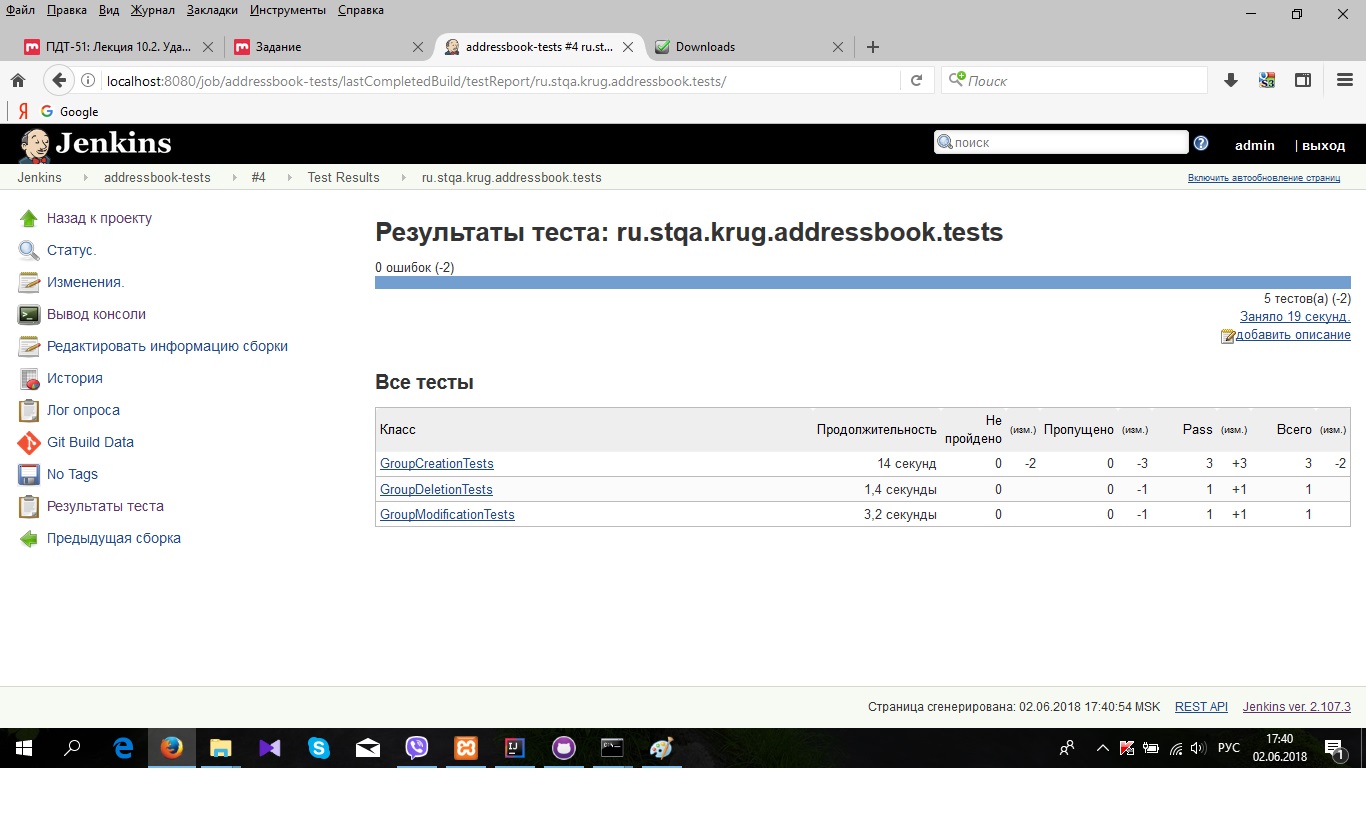 Файл Правка Вид Журнал Закладки Инструменты Справка
ПДТ-51: Лекция 10.2. Уда...
Задание
addressbook-tests #4 ru.st...
Downloads
localhost:8080/job/addressbook-tests/lastCompletedBuild/testReport/ru.stqa.krug.addressbook.tests/
Поиск
Я
Google
Jenkins
поиск
admin
| выход
Jenkins addressbook-tests #4 Test Results ru.stqa.krug.addressbook.tests
Включить автообновление страниц
Назад к проекту
Статус.
Изменения.
Вывод консоли
Редактировать информацию сборки
История
Лог опроса
Git Build Data
No Tags
Результаты теста
Предыдущая сборка
Результаты теста: ru.stqa.krug.addressbook.tests
0 ошибок (-2)
5 тестов(а) (-2)
Заняло 19 секунд.
добавить описание
Все тесты
Класс Продолжительность Не пройдено (изм.) Пропущено (изм.) Pass (изм.) Всего (изм.)
GroupCreationTests 14 секунд 0 -2 0 -3 3 +3 3 -2
GroupDeletionTests 1,4 секунды 0 0 -1 1 +1 1
GroupModificationTests 3,2 секунды 0 0 -1 1 +1 1
Страница сгенерирована: 02.06.2018 17:40:54 MSK REST API Jenkins ver. 2.107.3
РУС
17:40
02.06.2018
1